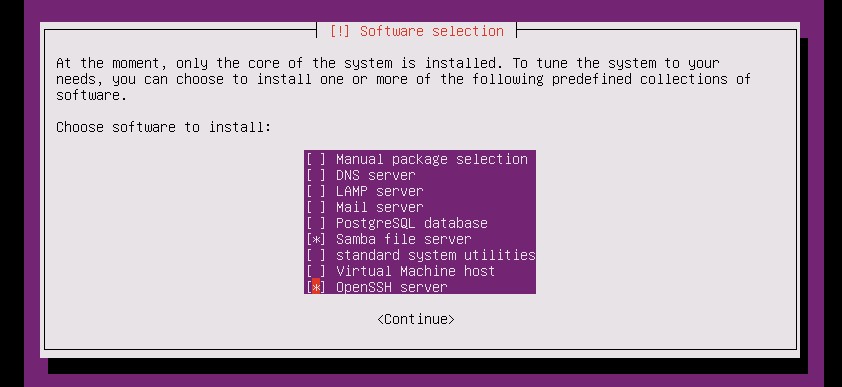 [!] Software selection
At the moment, only the core of the system is installed. To tune the system to your
needs, you can choose to install one or more of the following predefined collections of
software.
Choose software to install:
[ ] Manual package selection
[ ] DNS server
[ ] LAMP server
[ ] Mail server
[ ] PostgreSQL database
[*] Samba file server
[ ] standard system utilities
[ ] Virtual Machine host
[*] OpenSSH server
<Continue>